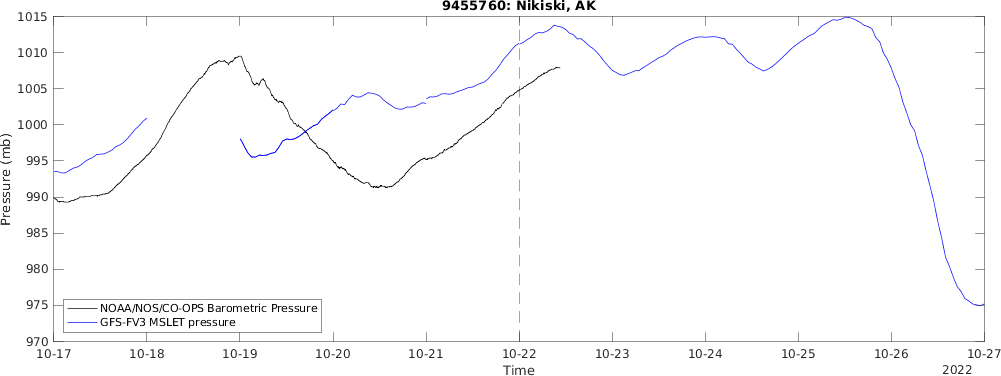 9455760: Nikiski, AK
1015
1010
1005
1000
995
990
985
980
975
970
Pressure (mb)
NOAA/NOS/CO-OPS Barometric Pressure
GFS-FV3 MSLET pressure
10-17 10-18 10-19 10-20 10-21 10-22 10-23 10-24 10-25 10-26 10-27
Time
2022